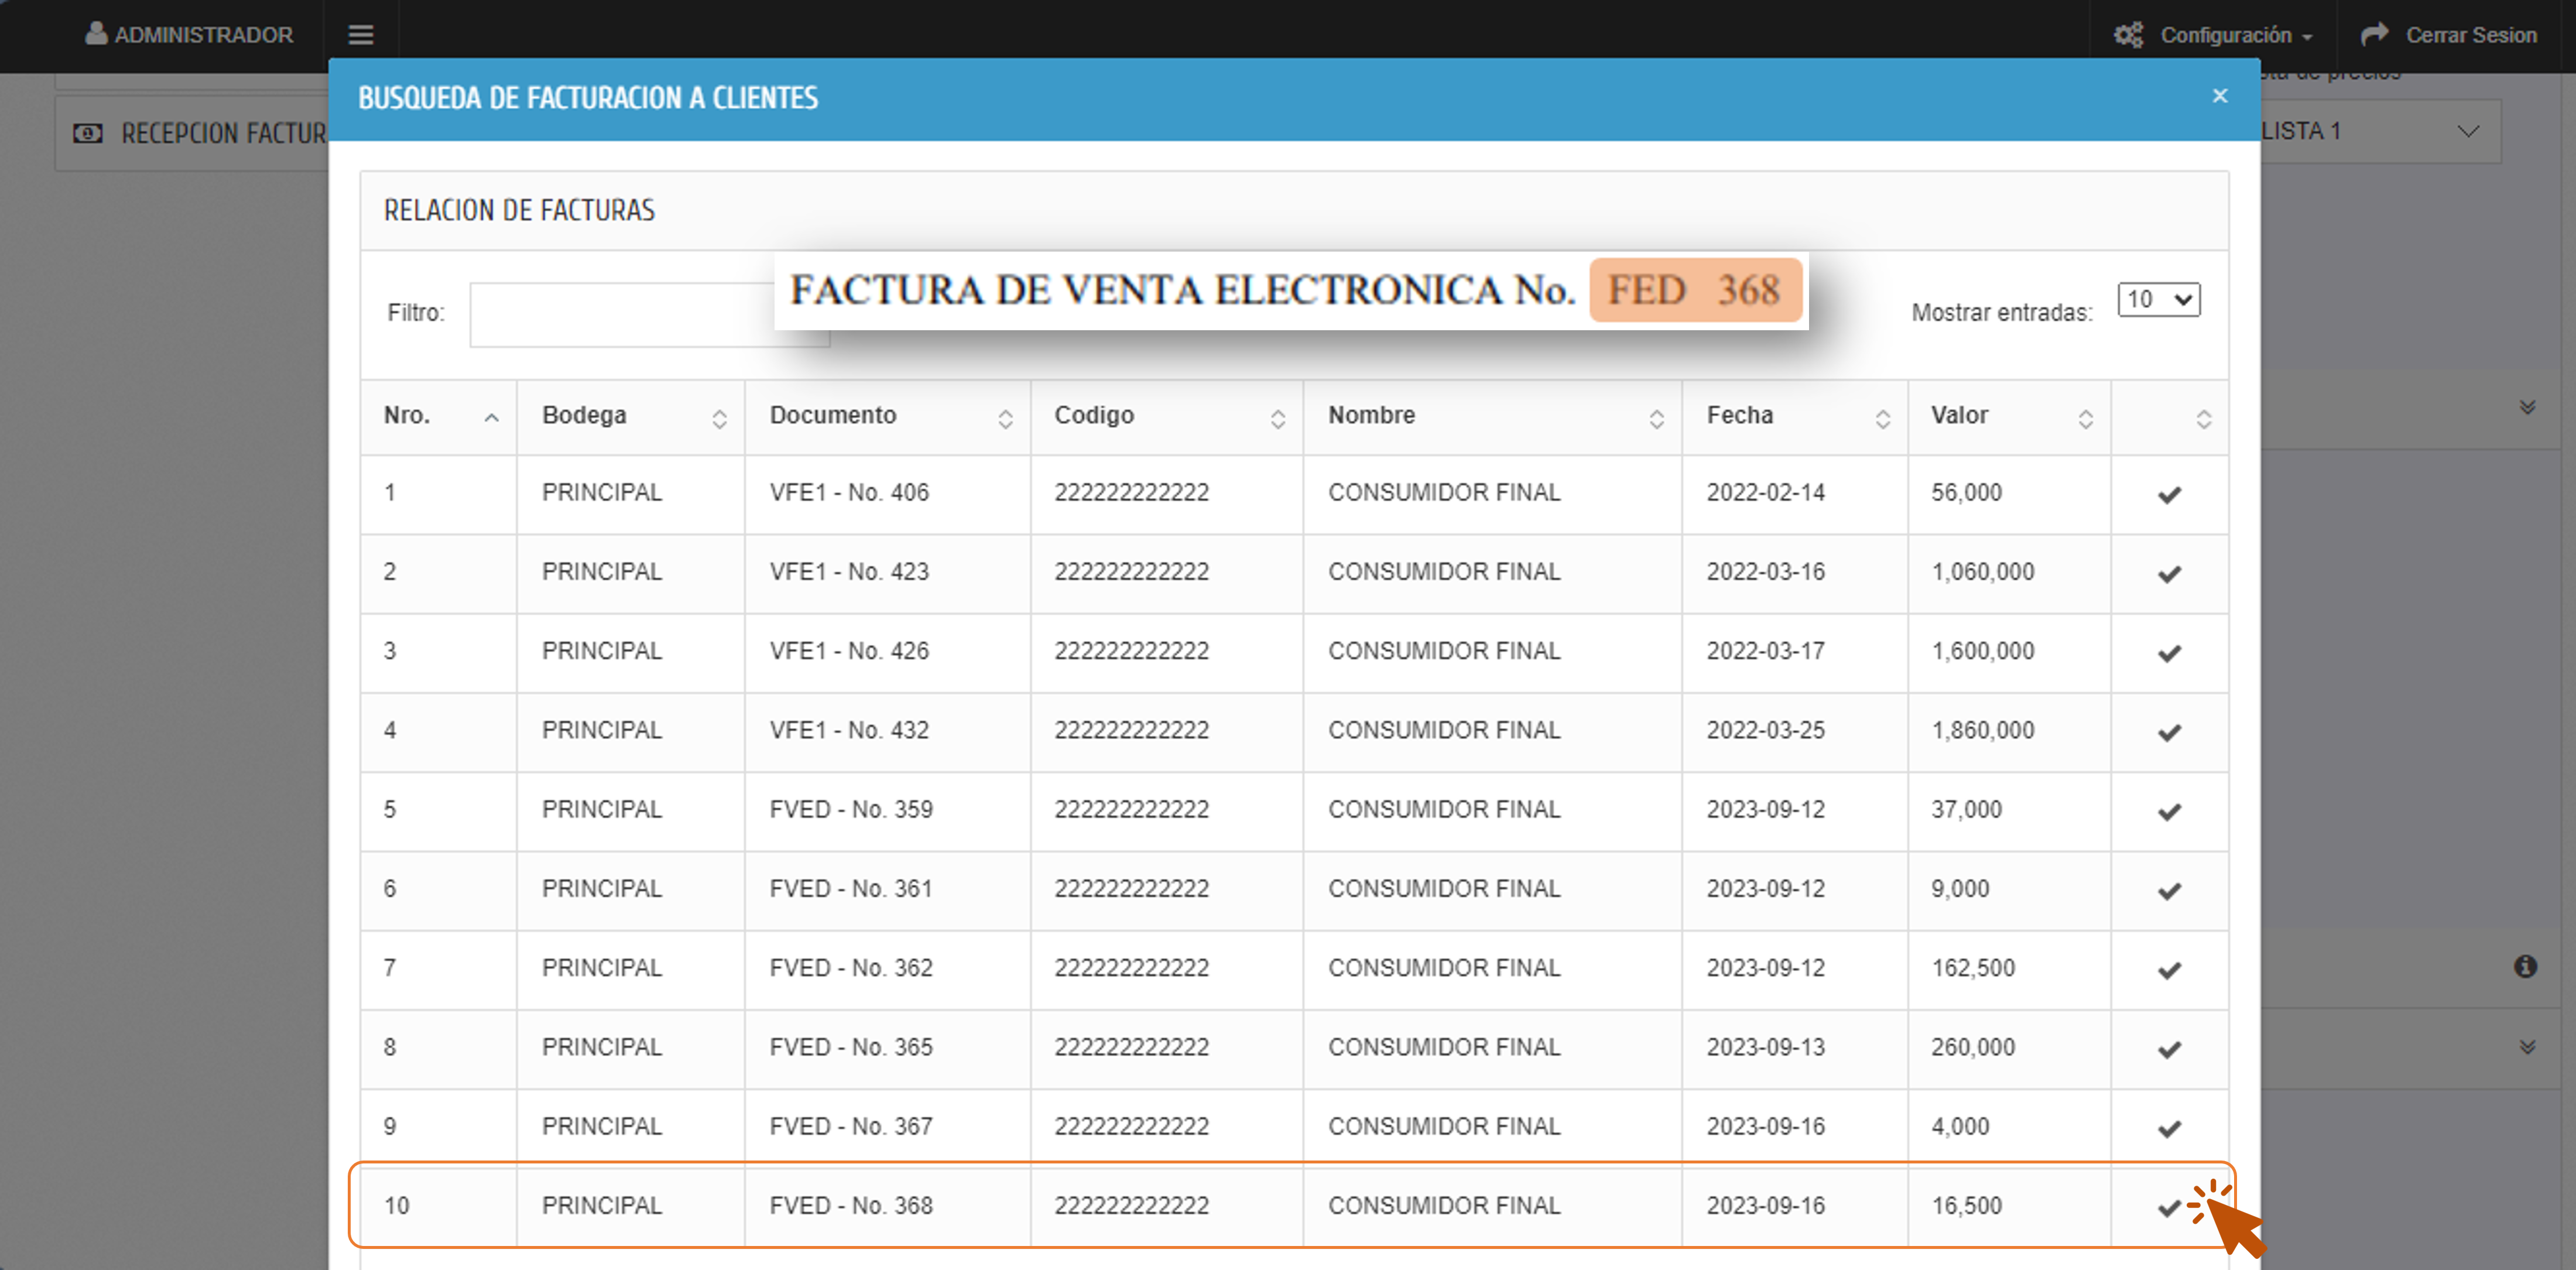 ADMINISTRADOR
Configuración
Cerrar Sesion
BUSQUEDA DE FACTURACION A CLIENTES
×
de precios
RECEPCION FACTUR
LISTA 1
RELACION DE FACTURAS
FACTURA DE VENTA ELECTRONICA No. FED 368
Filtro:
Mostrar entradas: 10
Nro. Bodega Documento Codigo Nombre Fecha Valor
1 PRINCIPAL VFE1 - No. 406 222222222222 CONSUMIDOR FINAL 2022-02-14 56,000
2 PRINCIPAL VFE1 - No. 423 222222222222 CONSUMIDOR FINAL 2022-03-16 1,060,000
3 PRINCIPAL VFE1 - No. 426 222222222222 CONSUMIDOR FINAL 2022-03-17 1,600,000
4 PRINCIPAL VFE1 - No. 432 222222222222 CONSUMIDOR FINAL 2022-03-25 1,860,000
5 PRINCIPAL FVED - No. 359 222222222222 CONSUMIDOR FINAL 2023-09-12 37,000
6 PRINCIPAL FVED - No. 361 222222222222 CONSUMIDOR FINAL 2023-09-12 9,000
7 PRINCIPAL FVED - No. 362 222222222222 CONSUMIDOR FINAL 2023-09-12 162,500
8 PRINCIPAL FVED - No. 365 222222222222 CONSUMIDOR FINAL 2023-09-13 260,000
9 PRINCIPAL FVED - No. 367 222222222222 CONSUMIDOR FINAL 2023-09-16 4,000
10 PRINCIPAL FVED - No. 368 222222222222 CONSUMIDOR FINAL 2023-09-16 16,500